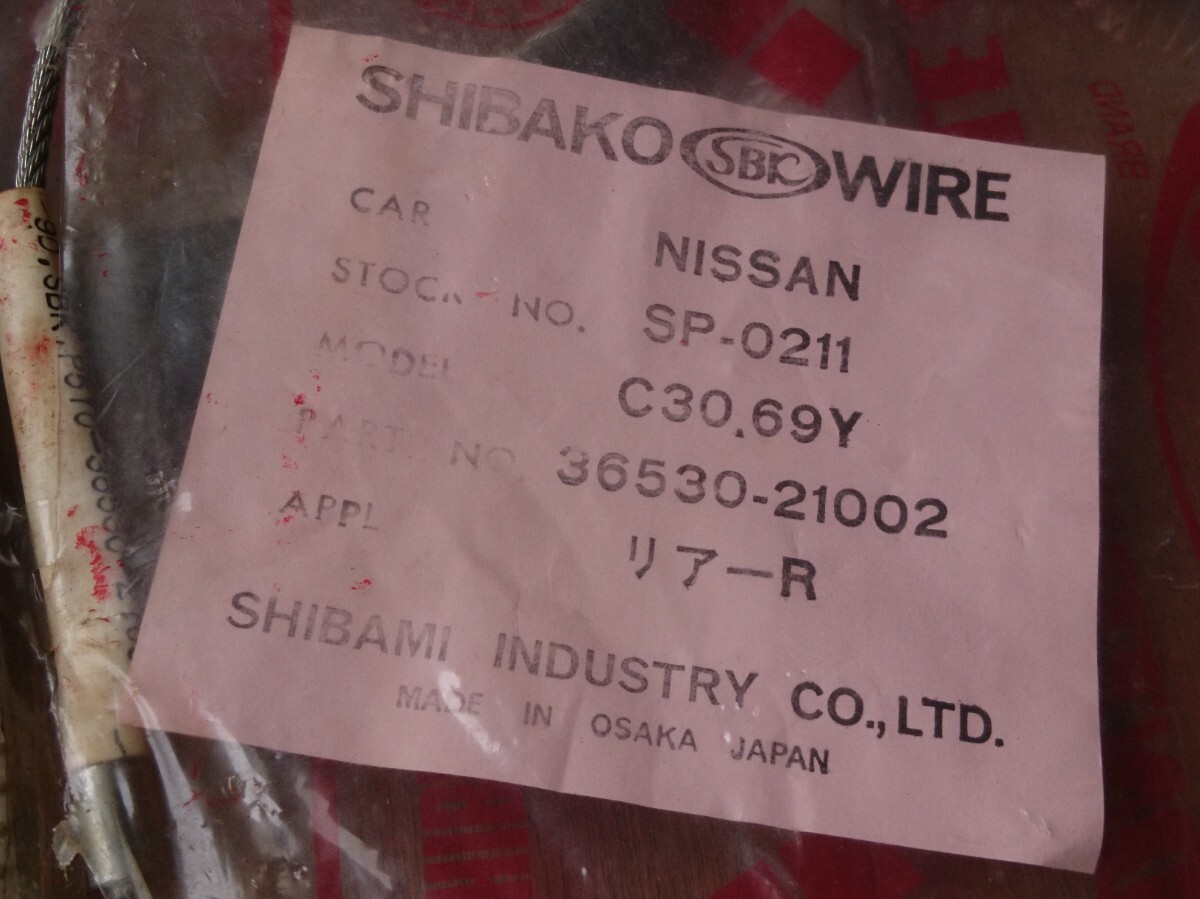 SHIBAKO SBK WIRE
CAR NISSAN
STOCK NO. SP-0211
MODEL C30.69Y
PART NO 36530-21002
APPL リアーR
SHIBAMI INDUSTRY CO.,LTD.
MADE IN OSAKA JAPAN
BRAND